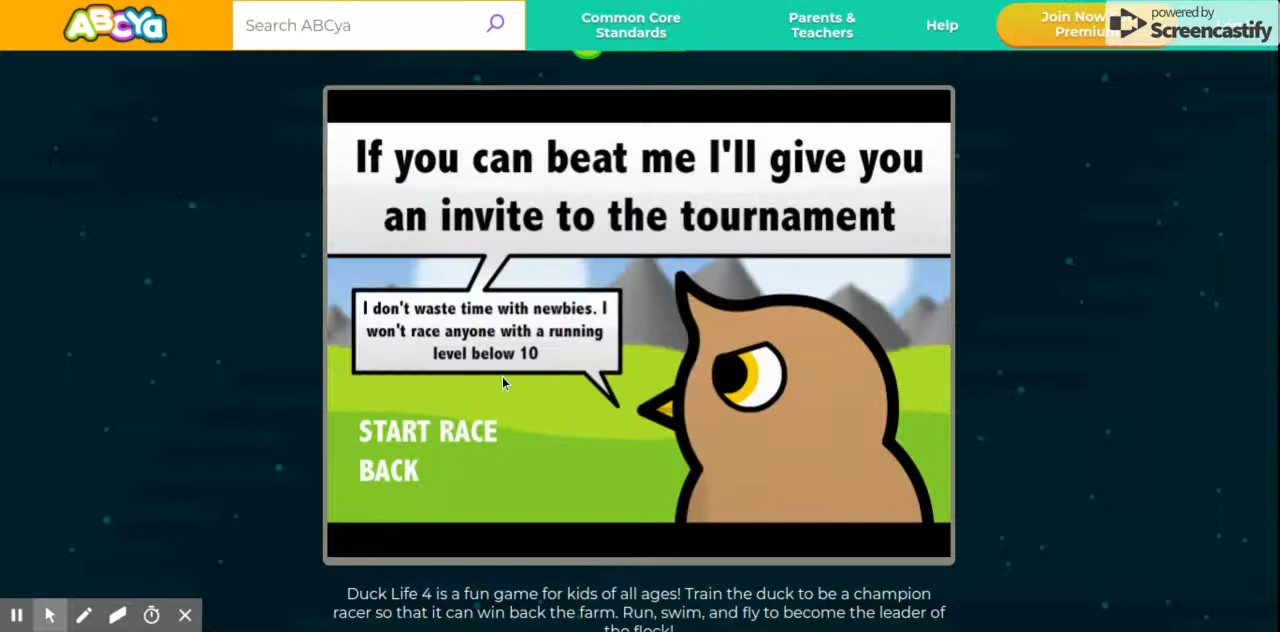 ABCya
Search ABCya
Common Core
Standards
Parents &
Teachers
Help
Join Now
Premium
powered by
Screencastify
If you can beat me I'll give you
an invite to the tournament
I don't waste time with newbies. I
won't race anyone with a running
level below 10
START RACE
BACK
Duck Life 4 is a fun game for kids of all ages! Train the duck to be a champion
racer so that it can win back the farm. Run, swim, and fly to become the leader of
the flock!